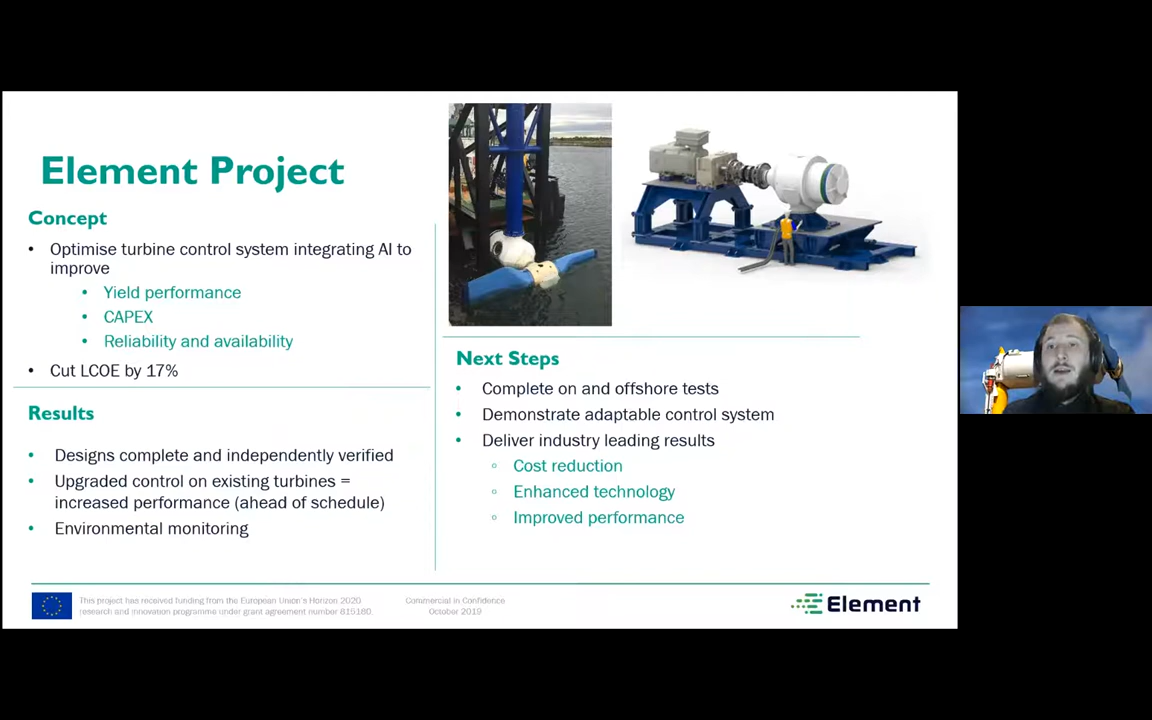 Element Project
Concept
• Optimise turbine control system integrating AI to
improve
• Yield performance
• CAPEX
• Reliability and availability
• Cut LCOE by 17%
Results
• Designs complete and independently verified
• Upgraded control on existing turbines =
increased performance (ahead of schedule)
• Environmental monitoring
Next Steps
• Complete on and offshore tests
• Demonstrate adaptable control system
• Deliver industry leading results
◦ Cost reduction
◦ Enhanced technology
◦ Improved performance
This project has received funding from the European Union's Horizon 2020
research and innovation programme under grant agreement number 815180.
Commercial in Confidence
October 2019
Element